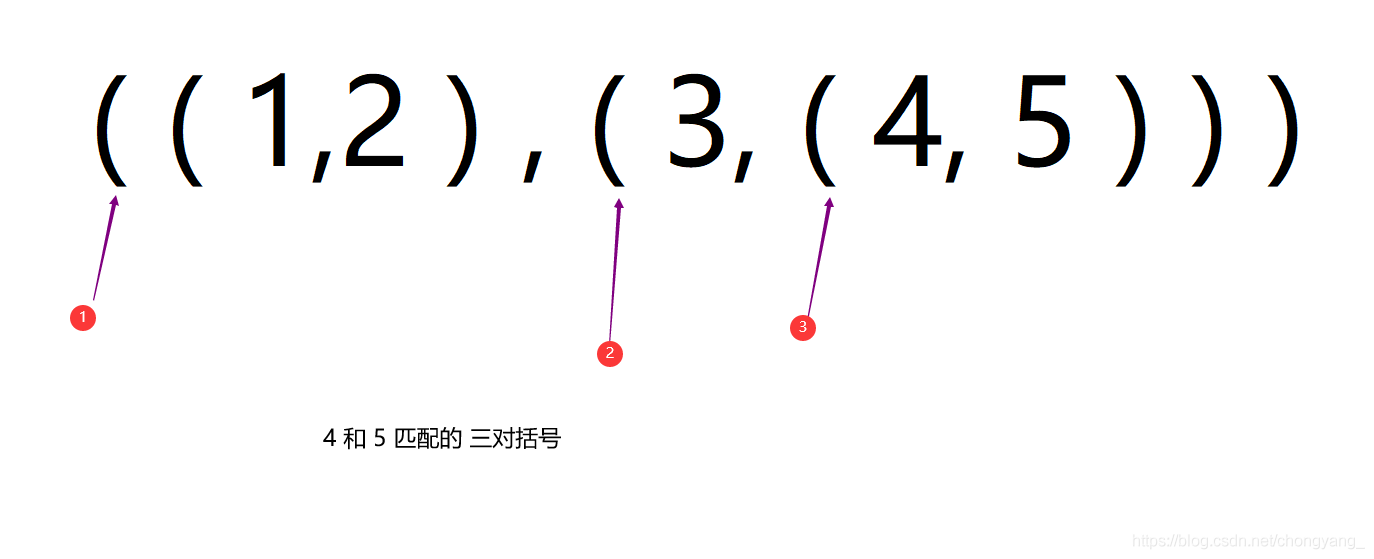 ( ( 1,2 ) , ( 3, ( 4, 5 ) ) )
1
3
2
4 和 5 匹配的 三对括号
https://blog.csdn.net/chongyang_